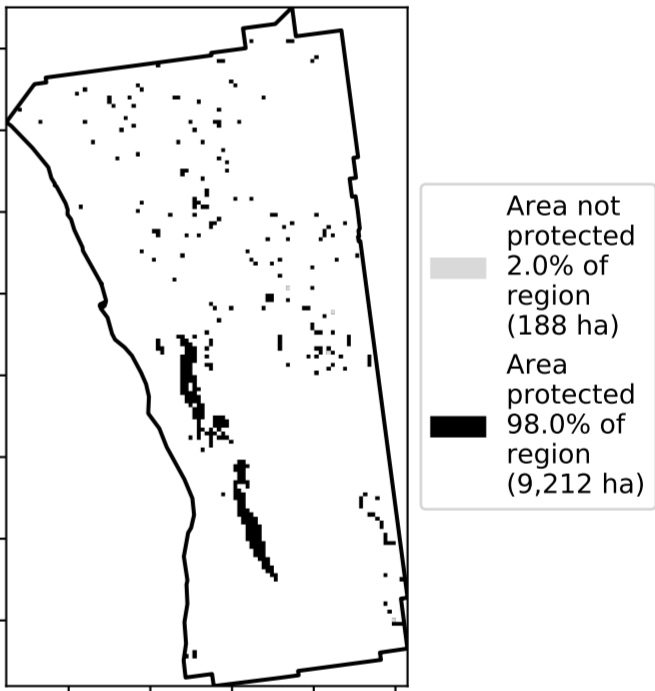 Area not
protected
2.0% of
region
(188 ha)
Area
protected
98.0% of
region
(9,212 ha)